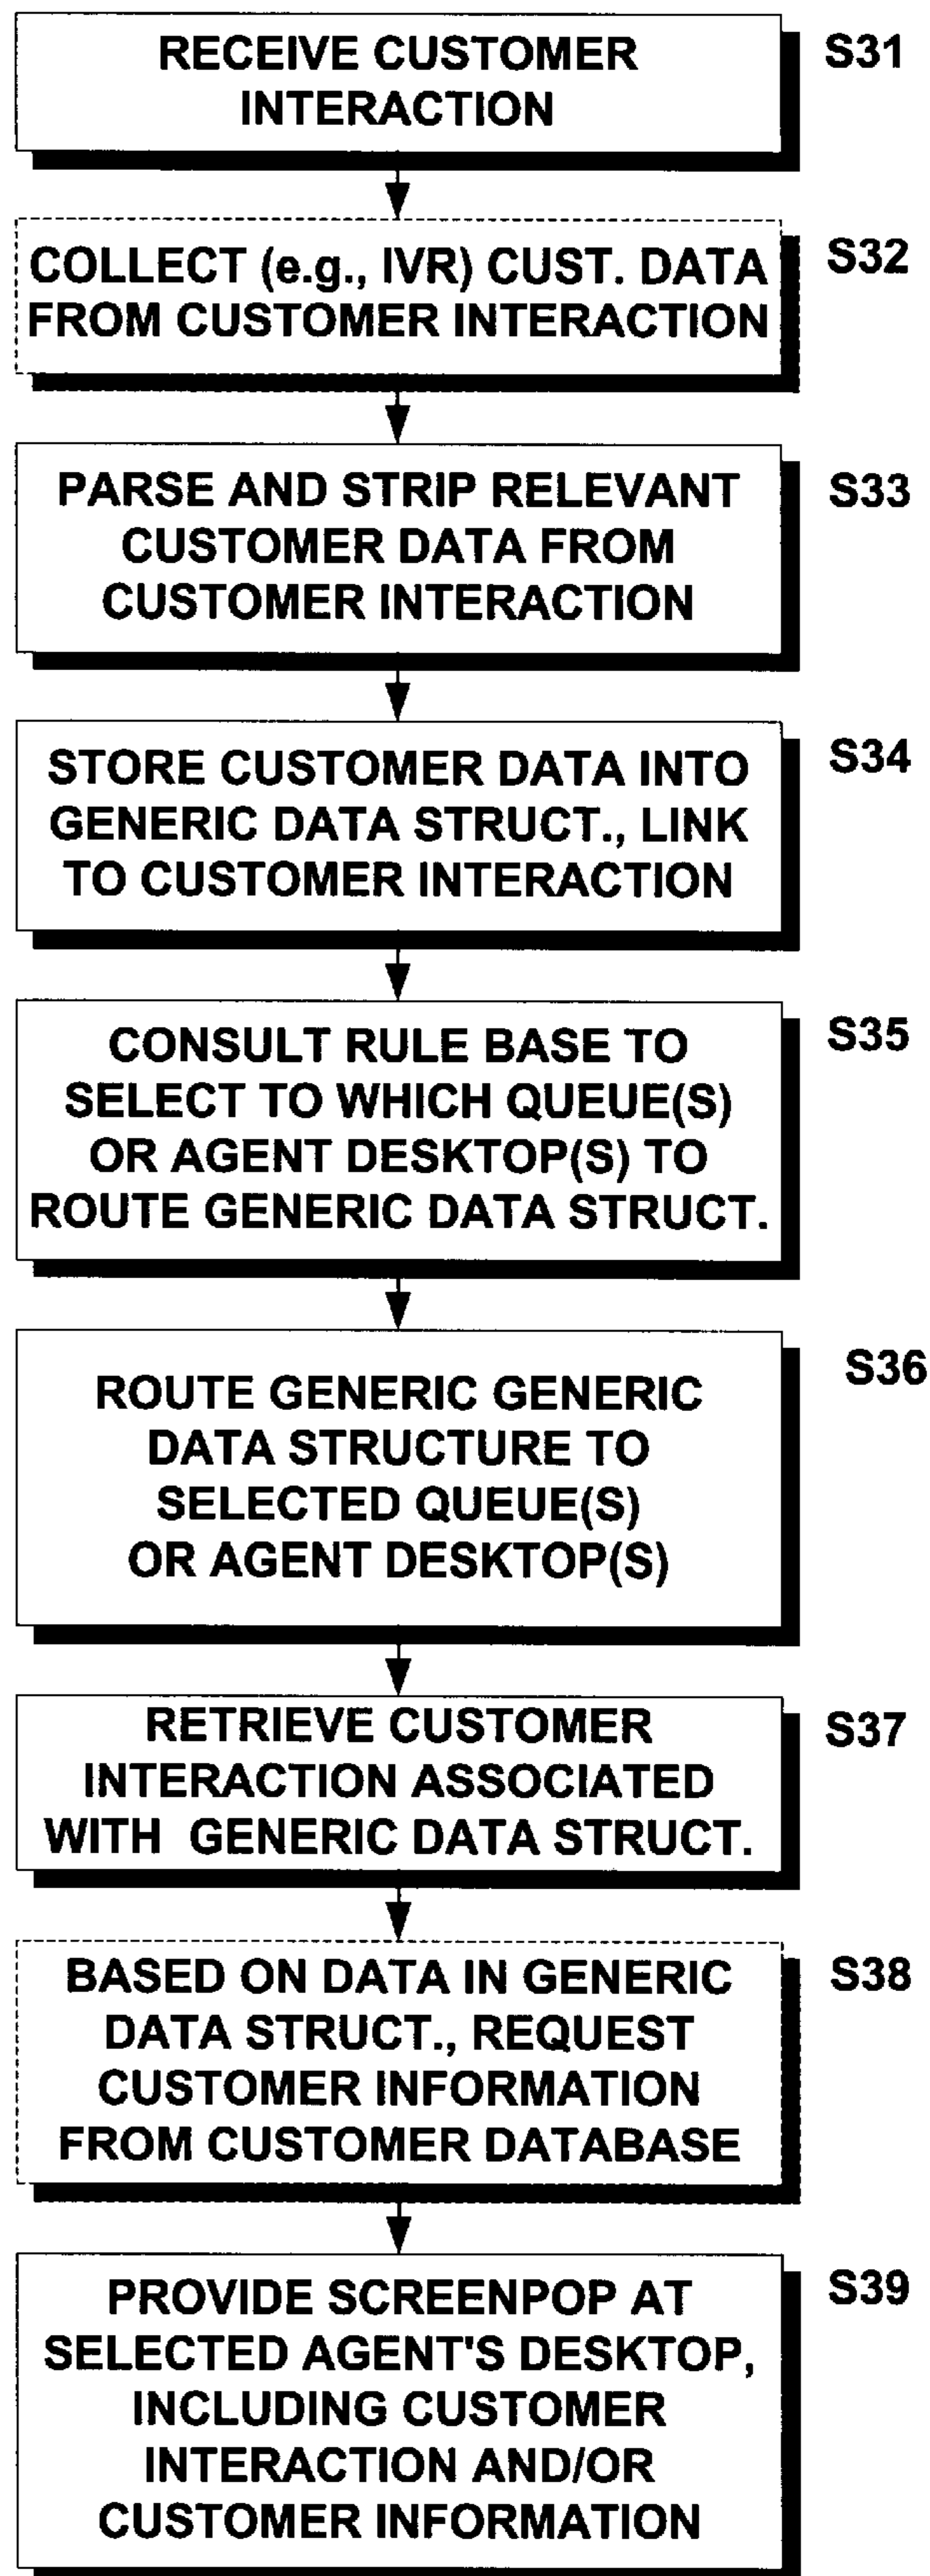 RECEIVE CUSTOMER
INTERACTION
S31
COLLECT (e.g., IVR) CUST. DATA
FROM CUSTOMER INTERACTION
S32
PARSE AND STRIP RELEVANT
CUSTOMER DATA FROM
CUSTOMER INTERACTION
S33
STORE CUSTOMER DATA INTO
GENERIC DATA STRUCT., LINK
TO CUSTOMER INTERACTION
S34
CONSULT RULE BASE TO
SELECT TO WHICH QUEUE(S)
OR AGENT DESKTOP(S) TO
ROUTE GENERIC DATA STRUCT.
S35
ROUTE GENERIC GENERIC
DATA STRUCTURE TO
SELECTED QUEUE(S)
OR AGENT DESKTOP(S)
S36
RETRIEVE CUSTOMER
INTERACTION ASSOCIATED
WITH GENERIC DATA STRUCT.
S37
BASED ON DATA IN GENERIC
DATA STRUCT., REQUEST
CUSTOMER INFORMATION
FROM CUSTOMER DATABASE
S38
PROVIDE SCREENPOP AT
SELECTED AGENT'S DESKTOP,
INCLUDING CUSTOMER
INTERACTION AND/OR
CUSTOMER INFORMATION
S39